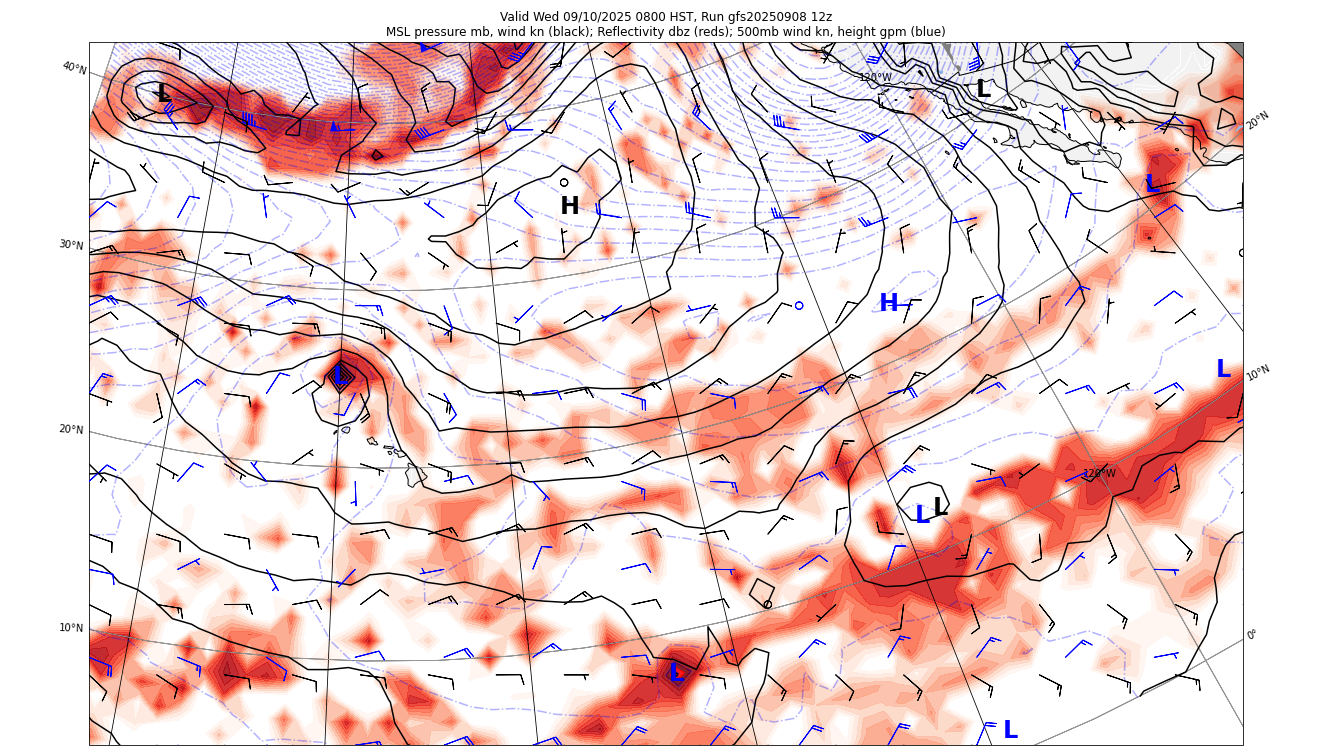 Valid Wed 09/10/2025 0800 HST, Run gfs20250908 12z
MSL pressure mb, wind kn (black); Reflectivity dbz (reds); 500mb wind kn, height gpm (blue)
40°N
120°W
L
L
20°N
L
H
30°N
H
L
L
10°N
20°N
120°W
L
L
10°N
0°
L
L